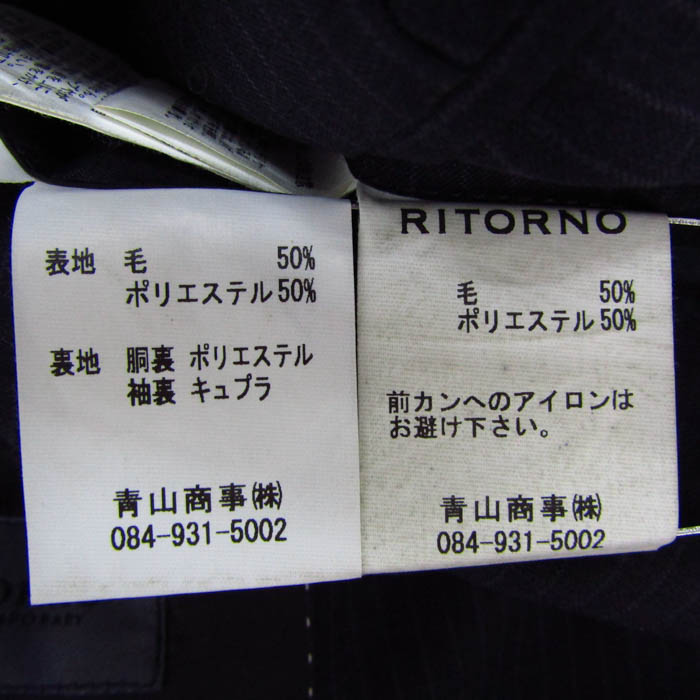 表地 毛 50%
ポリエステル 50%
裏地 胴裏 ポリエステル
袖裏 キュプラ
青山商事㈱
084-931-5002
RITORNO
毛 50%
ポリエステル 50%
前カンへのアイロンは
お避け下さい。
青山商事㈱
084-931-5002